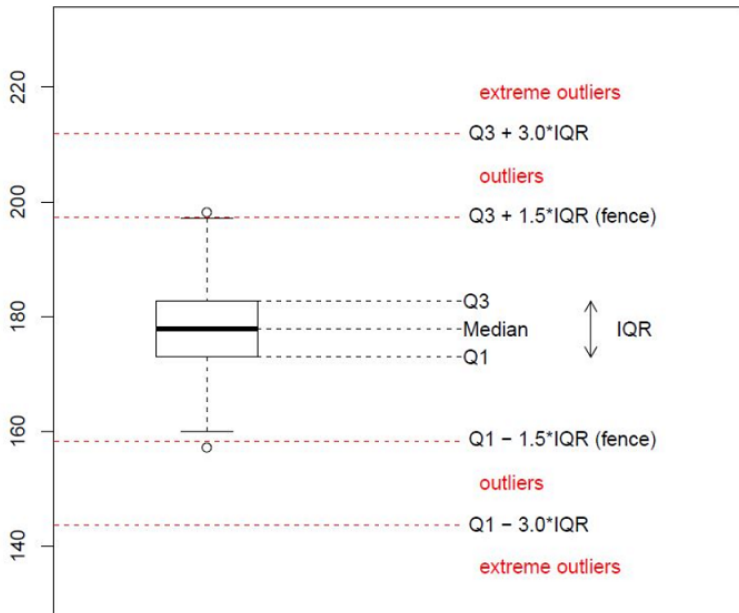 220
200
180
160
140
extreme outliers
Q3 + 3.0*IQR
outliers
Q3 + 1.5*IQR (fence)
Q3
Median
IQR
Q1
Q1 − 1.5*IQR (fence)
outliers
Q1 − 3.0*IQR
extreme outliers